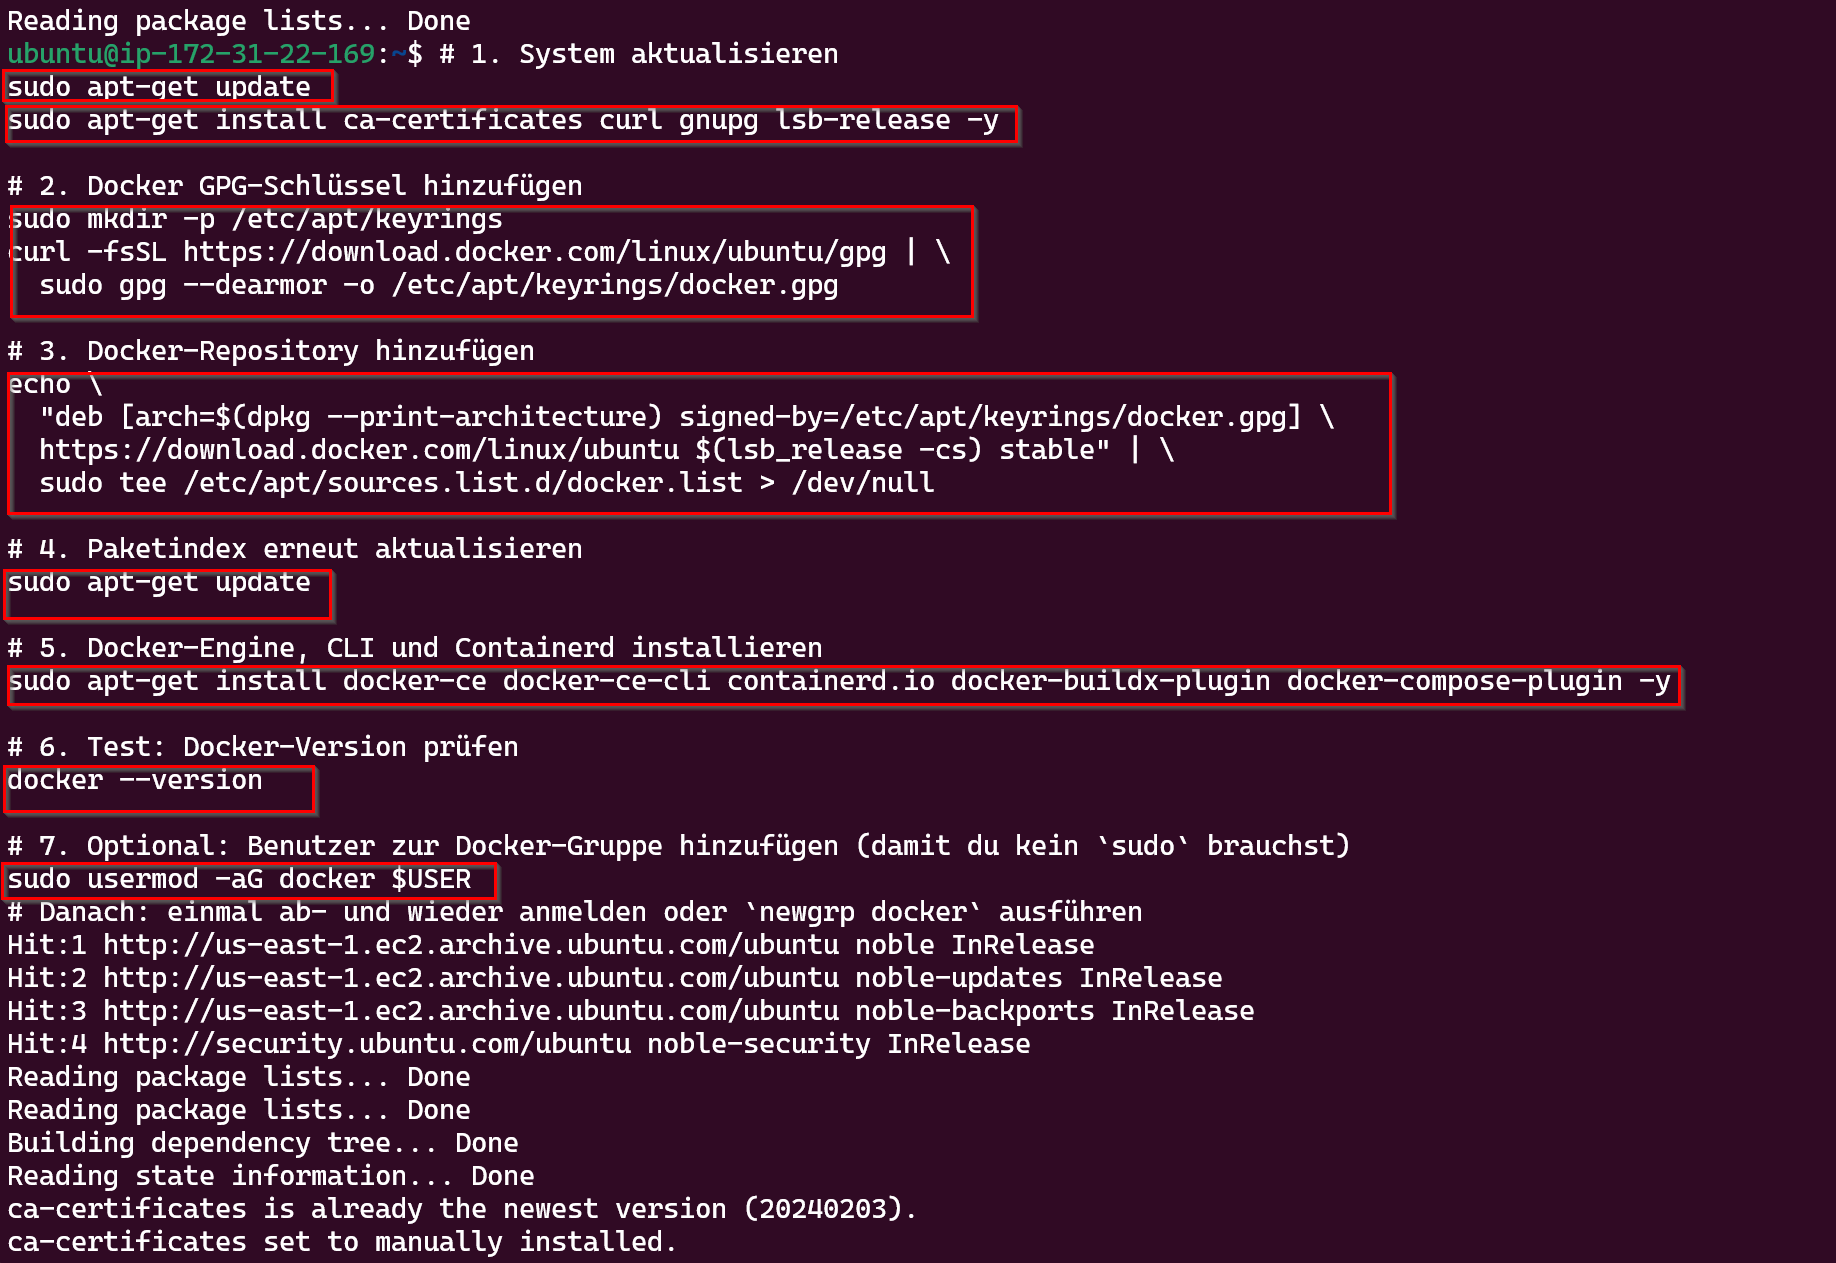 Reading package lists... Done
ubuntu@ip-172-31-22-169:~$ # 1. System aktualisieren
sudo apt-get update
sudo apt-get install ca-certificates curl gnupg lsb-release -y
# 2. Docker GPG-Schlüssel hinzufügen
sudo mkdir -p /etc/apt/keyrings
curl -fsSL https://download.docker.com/linux/ubuntu/gpg | \
  sudo gpg --dearmor -o /etc/apt/keyrings/docker.gpg
# 3. Docker-Repository hinzufügen
echo \
  "deb [arch=$(dpkg --print-architecture) signed-by=/etc/apt/keyrings/docker.gpg] \
  https://download.docker.com/linux/ubuntu $(lsb_release -cs) stable" | \
  sudo tee /etc/apt/sources.list.d/docker.list > /dev/null
# 4. Paketindex erneut aktualisieren
sudo apt-get update
# 5. Docker-Engine, CLI und Containerd installieren
sudo apt-get install docker-ce docker-ce-cli containerd.io docker-buildx-plugin docker-compose-plugin -y
# 6. Test: Docker-Version prüfen
docker --version
# 7. Optional: Benutzer zur Docker-Gruppe hinzufügen (damit du kein `sudo` brauchst)
sudo usermod -aG docker $USER
# Danach: einmal ab- und wieder anmelden oder `newgrp docker` ausführen
Hit:1 http://us-east-1.ec2.archive.ubuntu.com/ubuntu noble InRelease
Hit:2 http://us-east-1.ec2.archive.ubuntu.com/ubuntu noble-updates InRelease
Hit:3 http://us-east-1.ec2.archive.ubuntu.com/ubuntu noble-backports InRelease
Hit:4 http://security.ubuntu.com/ubuntu noble-security InRelease
Reading package lists... Done
Reading package lists... Done
Building dependency tree... Done
Reading state information... Done
ca-certificates is already the newest version (20240203).
ca-certificates set to manually installed.